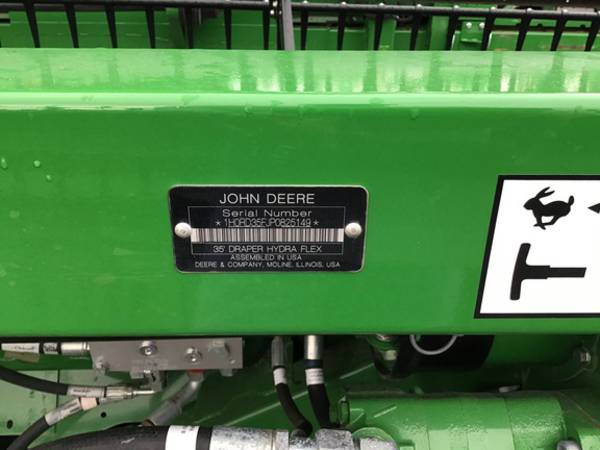 JOHN DEERE
Serial Number
*1H0RD35FJP0825149*
35' DRAPER HYDRA FLEX
ASSEMBLED IN USA
DEERE & COMPANY, MOLINE, ILLINOIS, USA